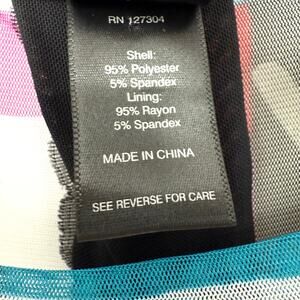 RN 127304
Shell:
95% Polyester
5% Spandex
Lining:
95% Rayon
5% Spandex
MADE IN CHINA
SEE REVERSE FOR CARE